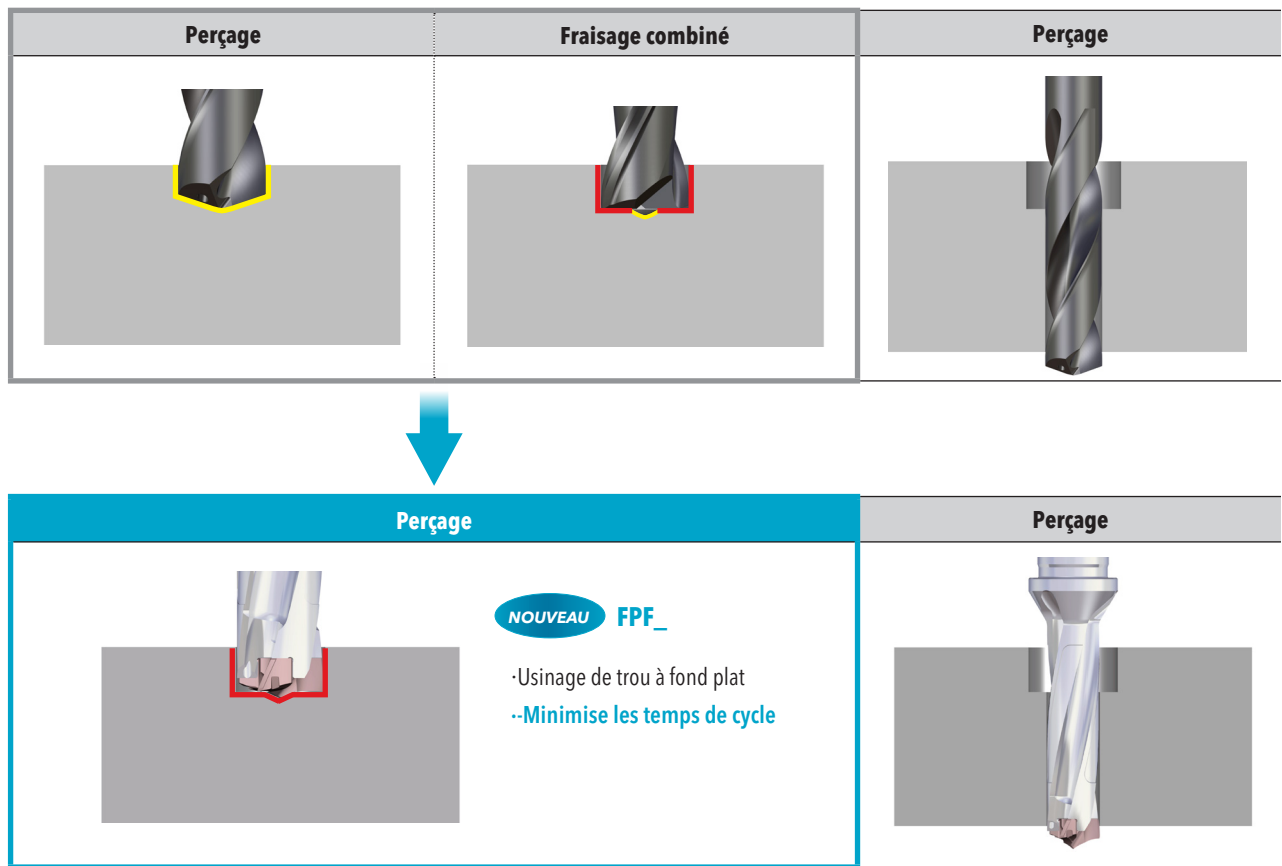 Perçage
Fraisage combiné
Perçage
Perçage
Perçage
NOUVEAU FPF_
·Usinage de trou à fond plat
·-Minimise les temps de cycle